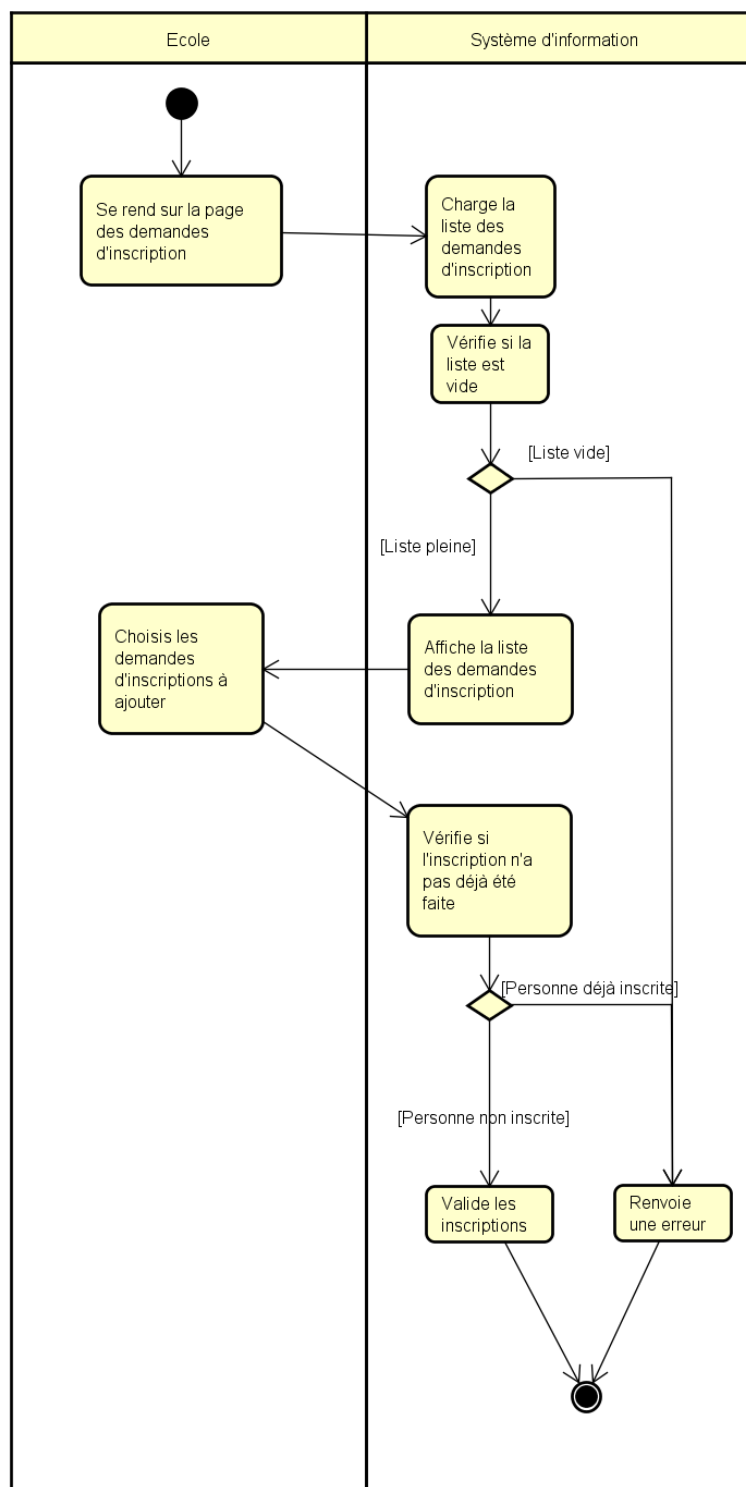 Ecole
Système d'information
Se rend sur la page
des demandes
d'inscription
Charge la
liste des
demandes
d'inscription
Vérifie si la
liste est
vide
[Liste vide]
[Liste pleine]
Affiche la liste
des demandes
d'inscription
Choisis les
demandes
d'inscriptions à
ajouter
Vérifie si
l'inscription n'a
pas déjà été
faite
[Personne déjà inscrite]
[Personne non inscrite]
Valide les
inscriptions
Renvoie
une erreur